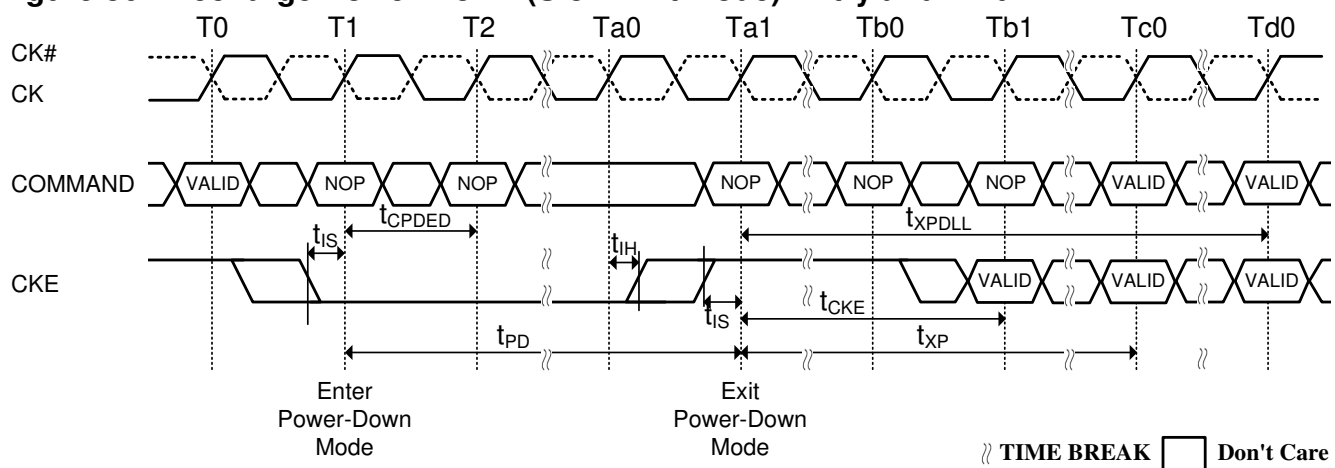 T0 T1 T2 Ta0 Ta1 Tb0 Tb1 Tc0 Td0
CK#
CK
COMMAND VALID NOP NOP NOP NOP NOP VALID VALID
tCPDED
tXPDLL
tIS
tIH
CKE VALID VALID VALID
tIS
tCKE
tPD
tXP
Enter
Power-Down
Mode
Exit
Power-Down
Mode
TIME BREAK Don't Care